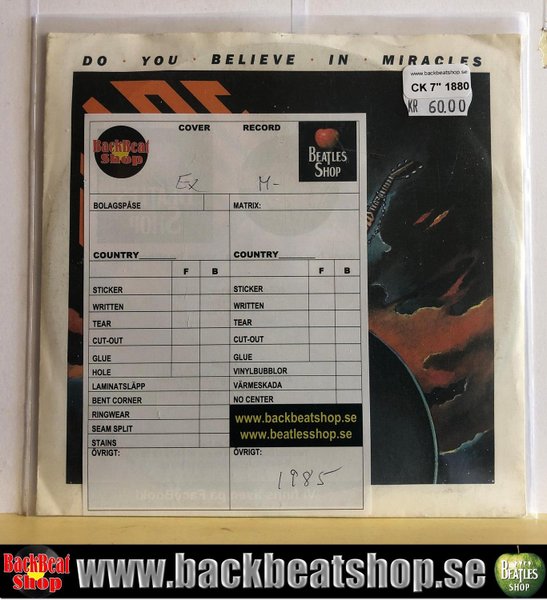 DO · YOU · BELIEVE · IN · MIRACLES
www.backbeatshop.se
CK 7" 1880
KR 60.00
COVER RECORD
BackBeat
Shop
BEATLES
SHOP
Ex M-
BOLAGSPÅSE MATRIX:
COUNTRY______ COUNTRY______
F B F B
STICKER STICKER
WRITTEN WRITTEN
TEAR TEAR
CUT-OUT CUT-OUT
GLUE GLUE
HOLE VINYLBUBBLOR
LAMINATSLÄPP VÄRMESKADA
BENT CORNER NO CENTER
RINGWEAR
SEAM SPLIT
STAINS
www.backbeatshop.se
www.beatlesshop.se
ÖVRIGT: ÖVRIGT:
1985
BackBeat
Shop
www.backbeatshop.se
BEATLES
SHOP